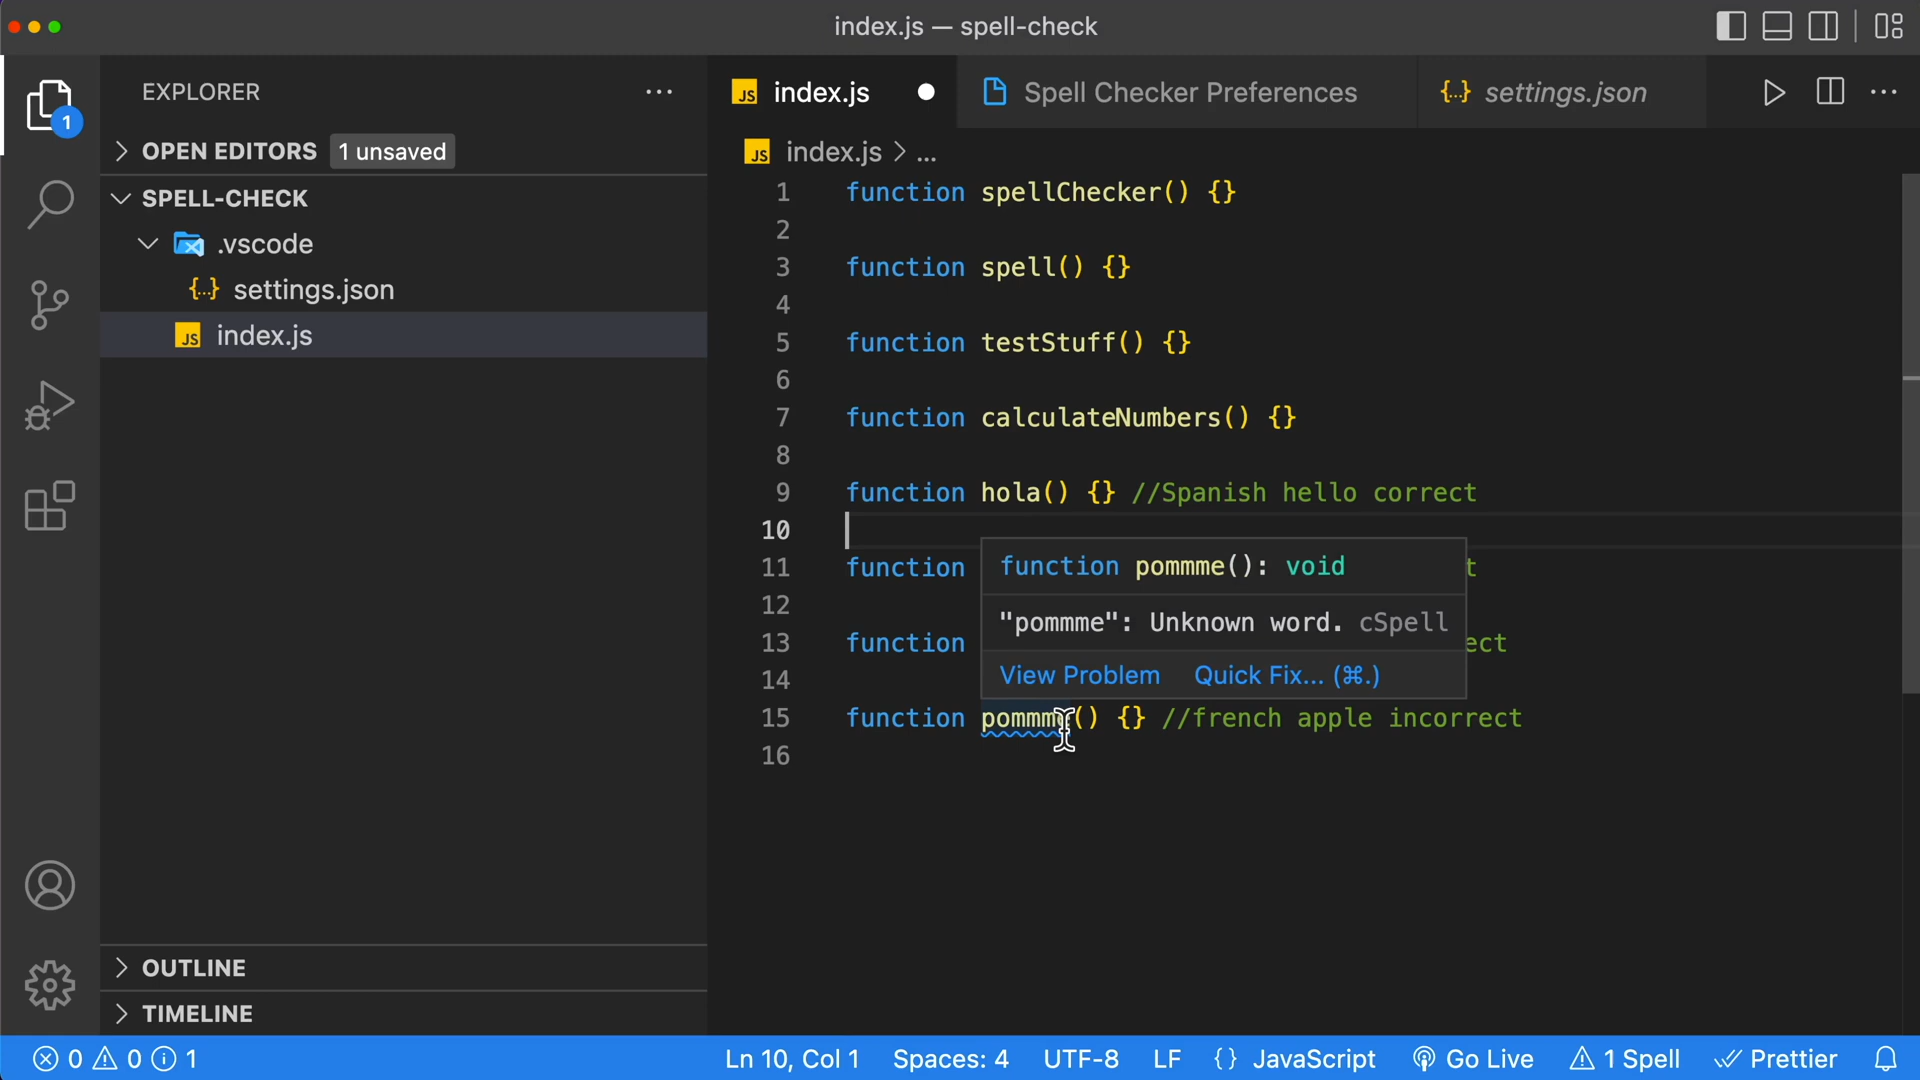 index.js — spell-check
EXPLORER
1
OPEN EDITORS 1 unsaved
SPELL-CHECK
.vscode
{..} settings.json
JS index.js
OUTLINE
TIMELINE
JS index.js
Spell Checker Preferences
{..} settings.json
JS index.js > ...
1 function spellChecker() {}
2
3 function spell() {}
4
5 function testStuff() {}
6
7 function calculateNumbers() {}
8
9 function hola() {} //Spanish hello correct
10
11 function t
12
13 function ect
14
15 function pommme() {} //french apple incorrect
16
function pommme(): void
"pommme": Unknown word. cSpell
View Problem Quick Fix... (⌘.)
0 0 1
Ln 10, Col 1 Spaces: 4 UTF-8 LF {} JavaScript Go Live 1 Spell Prettier